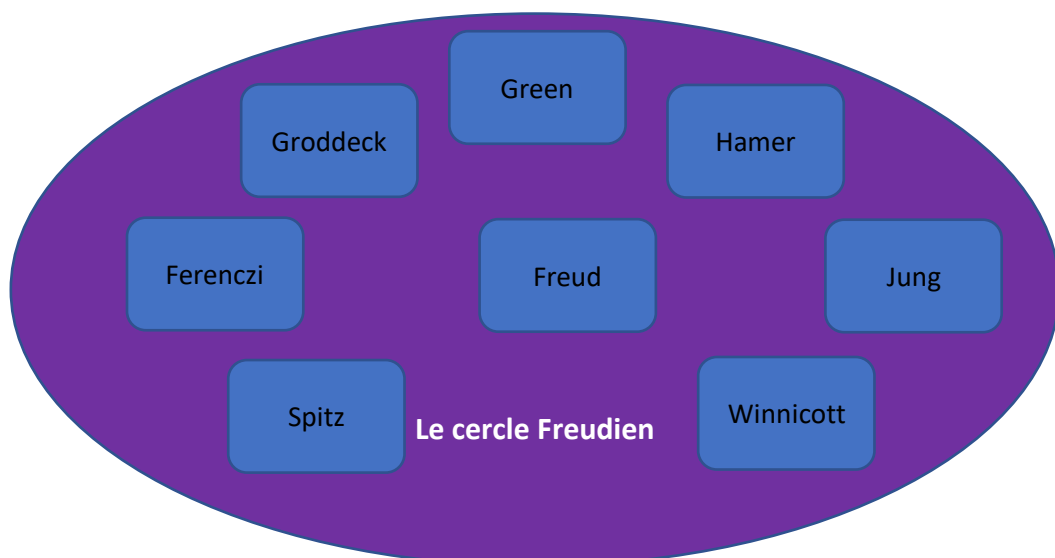 Green
Groddeck
Hamer
Ferenczi
Freud
Jung
Spitz
Winnicott
Le cercle Freudien